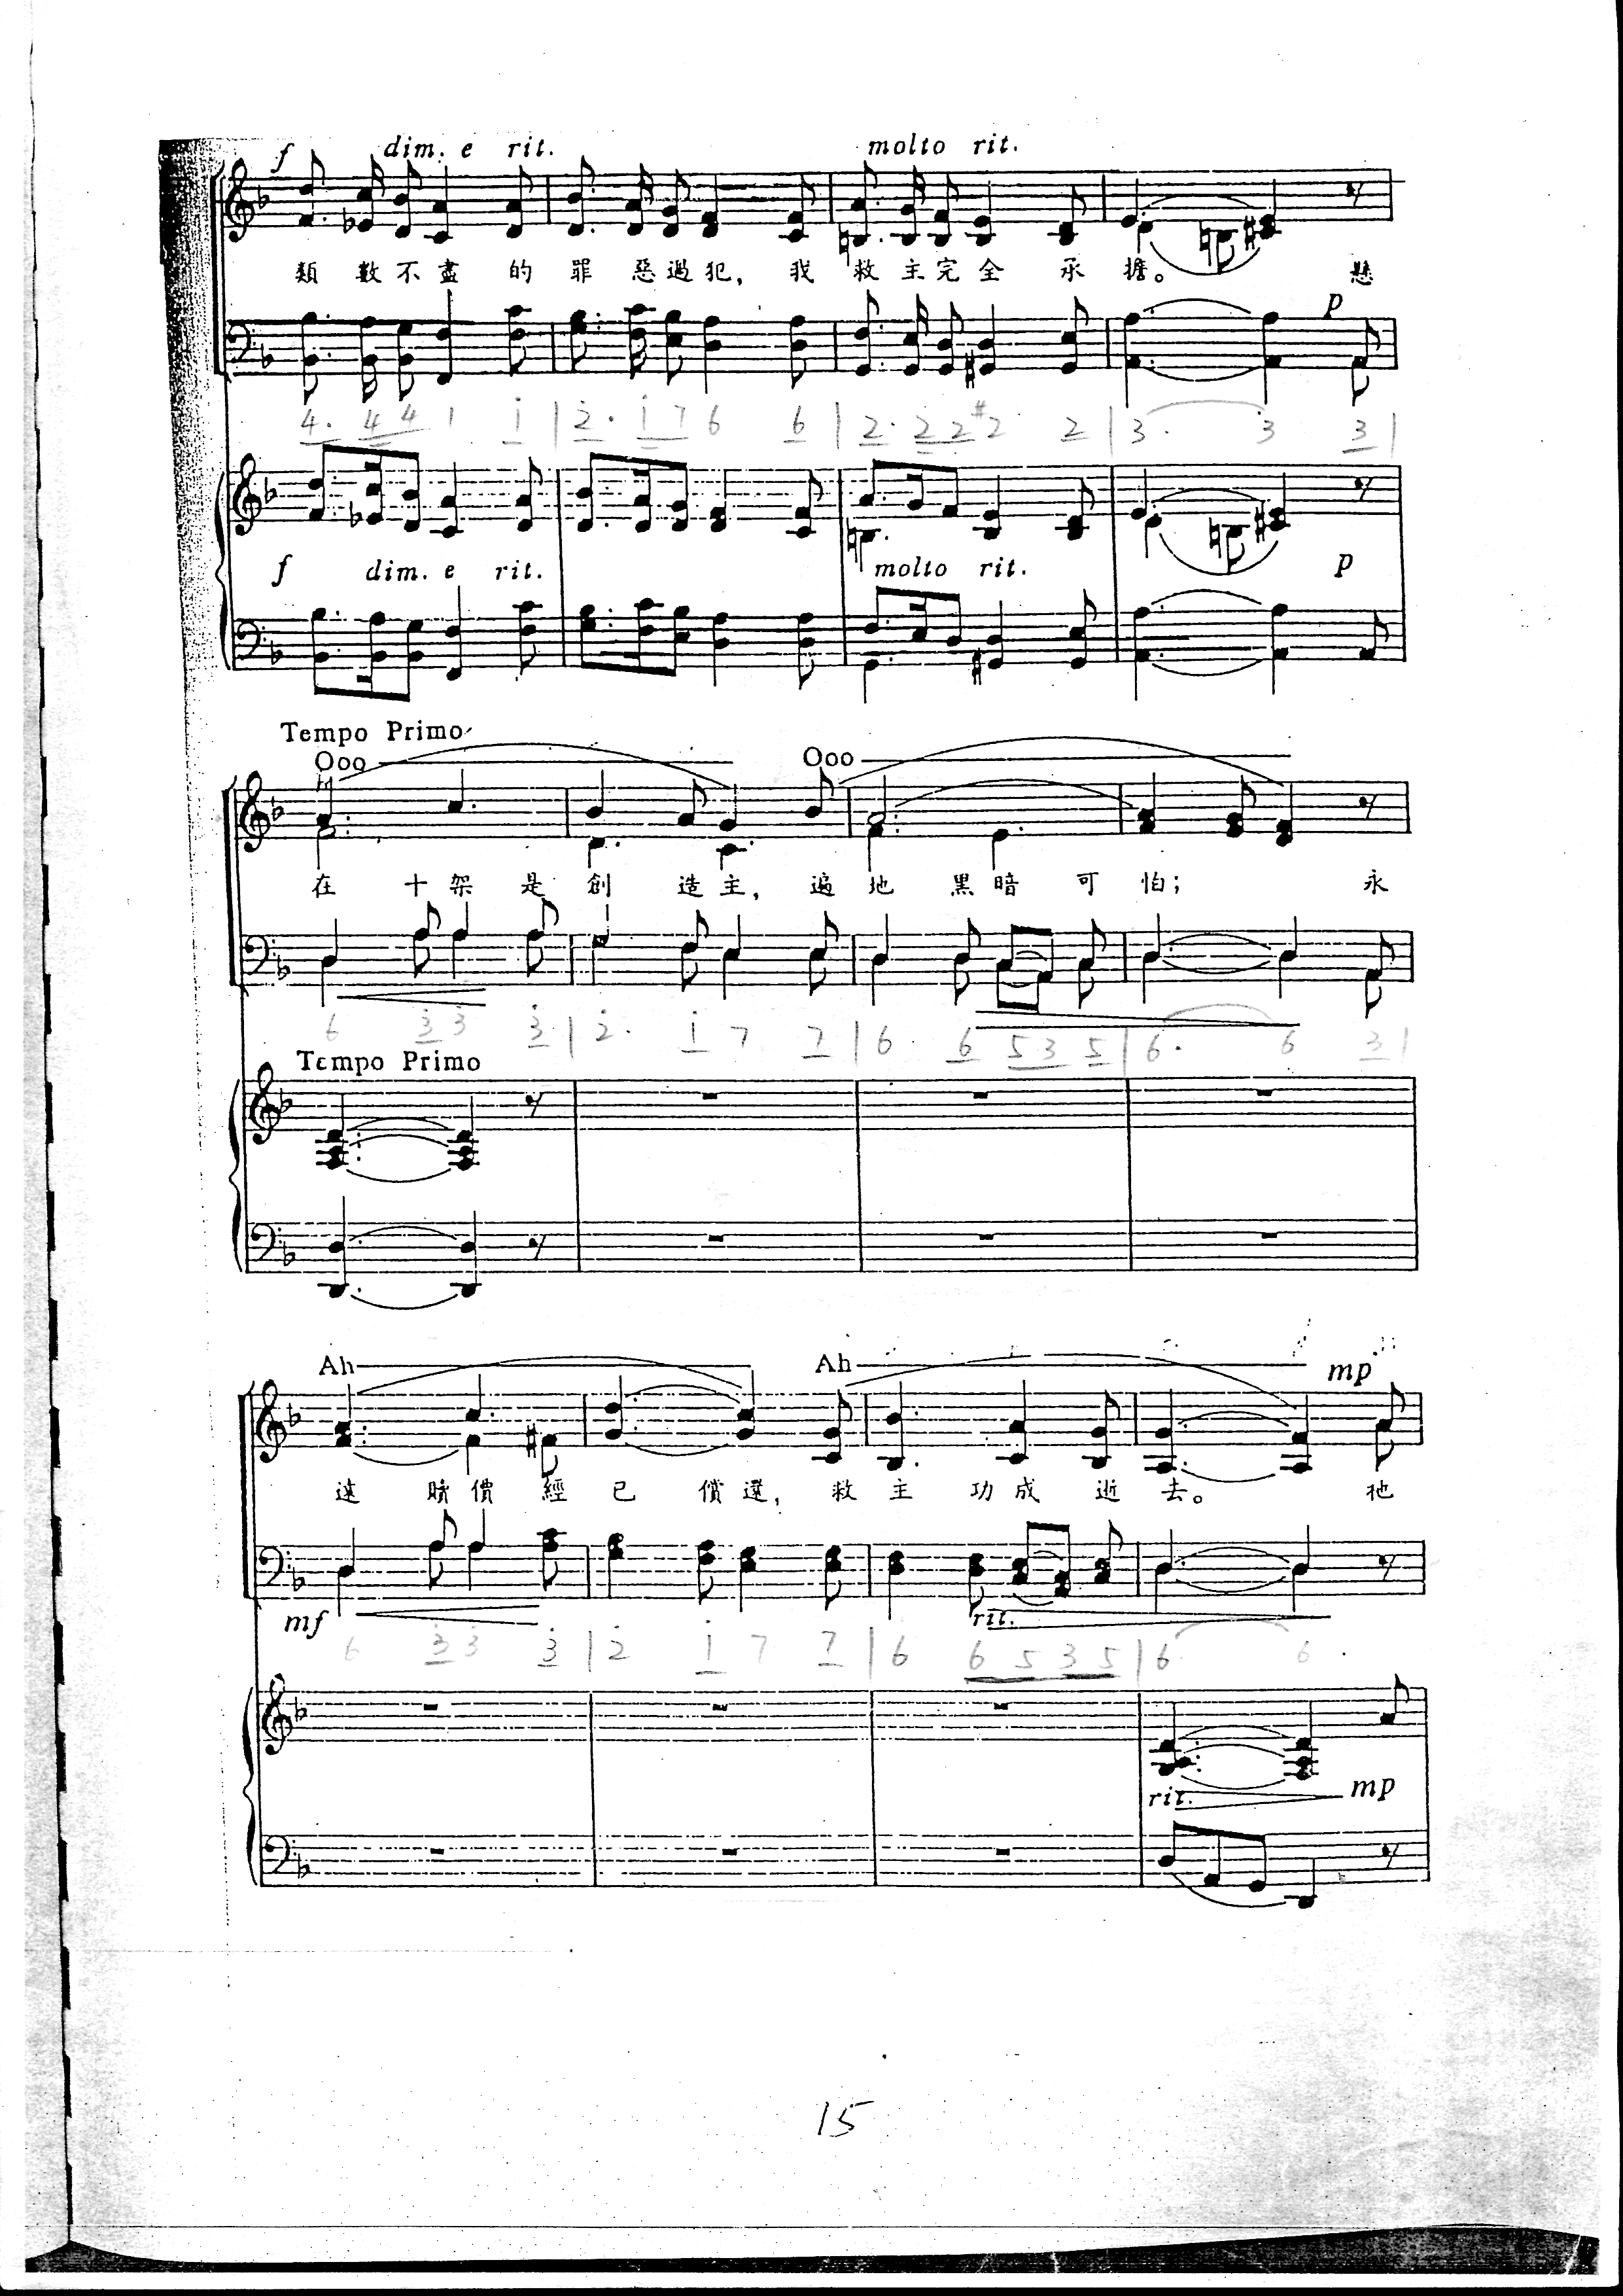 f dim. e rit. molto rit.
類 數 不 盡 的 罪 惡 過 犯, 我 救 主 完 全 承 擔。 懸
p
4. 4 4 1 i | 2. i 7 6 6 | 2. 2 2 #2 2 | 3. 3 3 |
f dim. e rit. molto rit. p
Tempo Primo
Ooo Ooo
在 十 架 是 創 造 主, 遍 地 黑 暗 可 怕; 永
6 3 3 3 | 2. i 7 7 | 6. 6 5 3 5 | 6. 6 3 |
Tempo Primo
Ah Ah mp
遠 贖 價 經 已 償 還, 救 主 功 成 逝 去。 祂
mf rit.
6 3 3 3 | 2 i 7 7 | 6 6 5 3 5 | 6. 6.
rit. mp
15